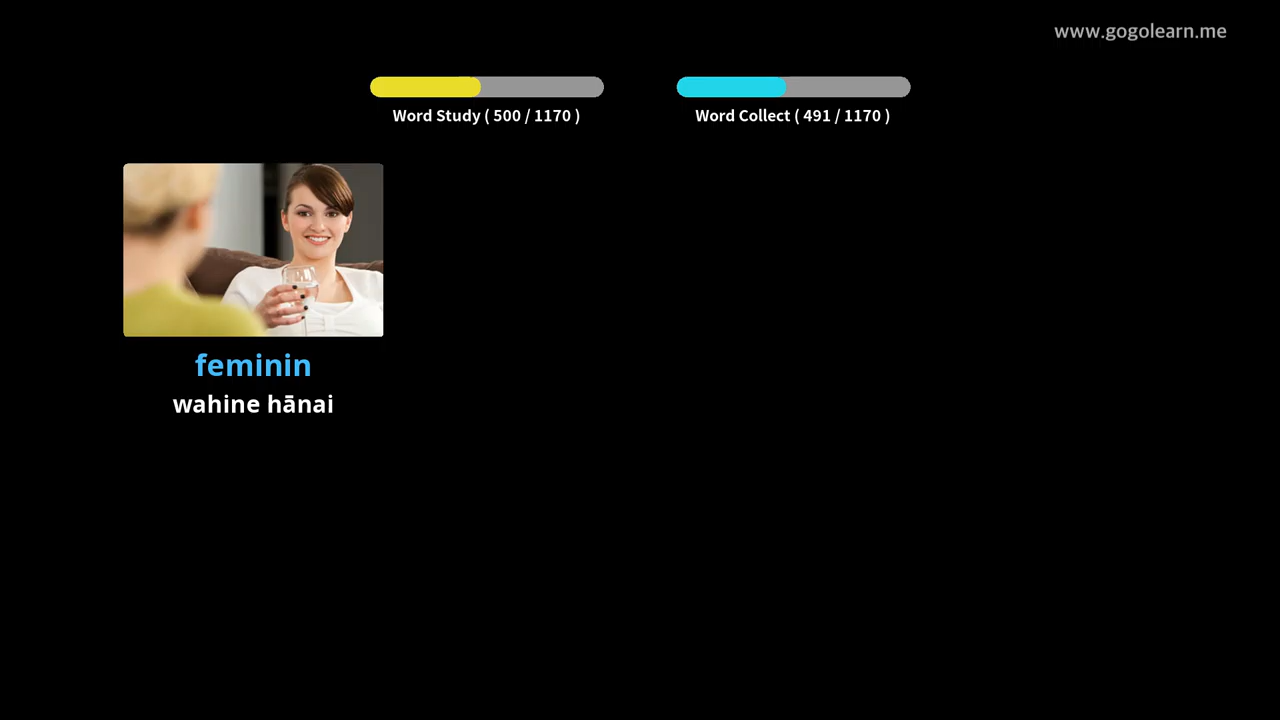 www.gogolearn.me
Word Study ( 500 / 1170 )
Word Collect ( 491 / 1170 )
feminin
wahine hānai